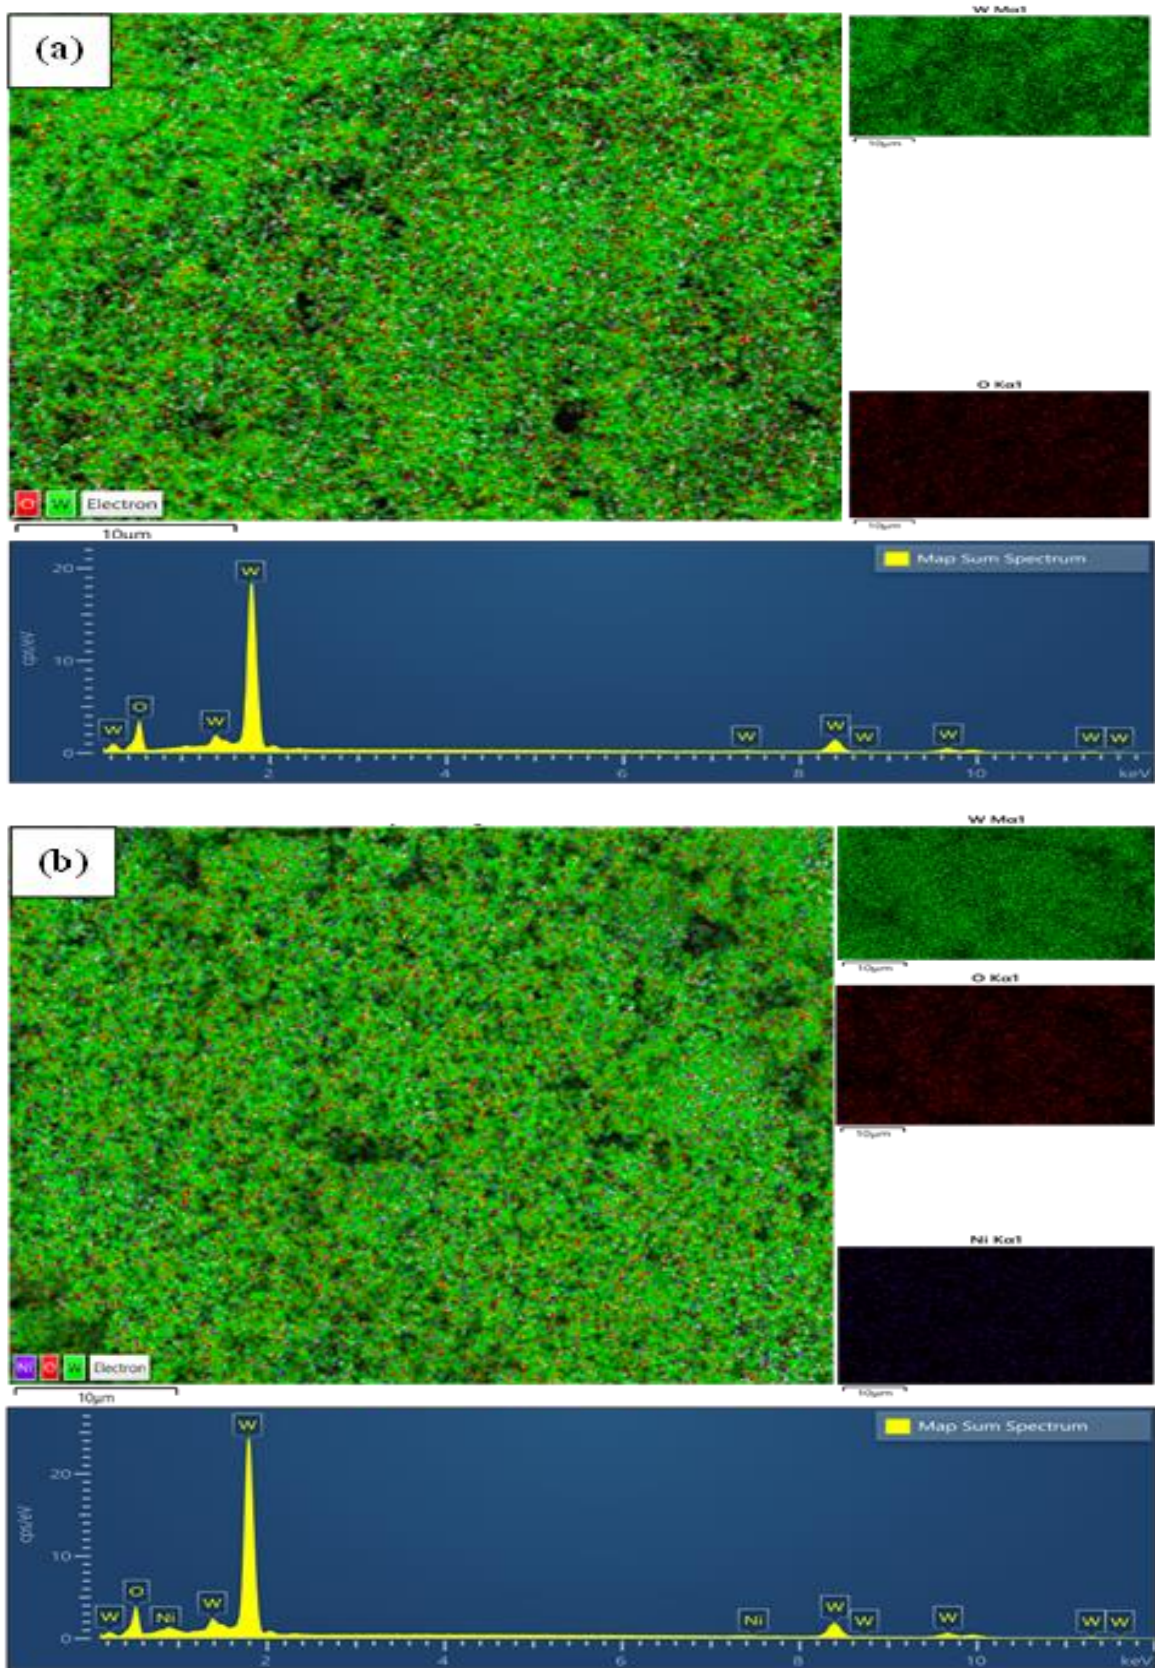 (a)
W Mα1
10μm
O Kα1
10μm
O W Electron
10μm
Map Sum Spectrum
cps/eV
20
10
0
W O W W W W W W W W
2 4 6 8 10 keV
(b)
W Mα1
10μm
O Kα1
10μm
Ni Kα1
10μm
Ni O W Electron
10μm
Map Sum Spectrum
cps/eV
20
10
0
W O Ni W W Ni W W W W W
2 4 6 8 10 keV